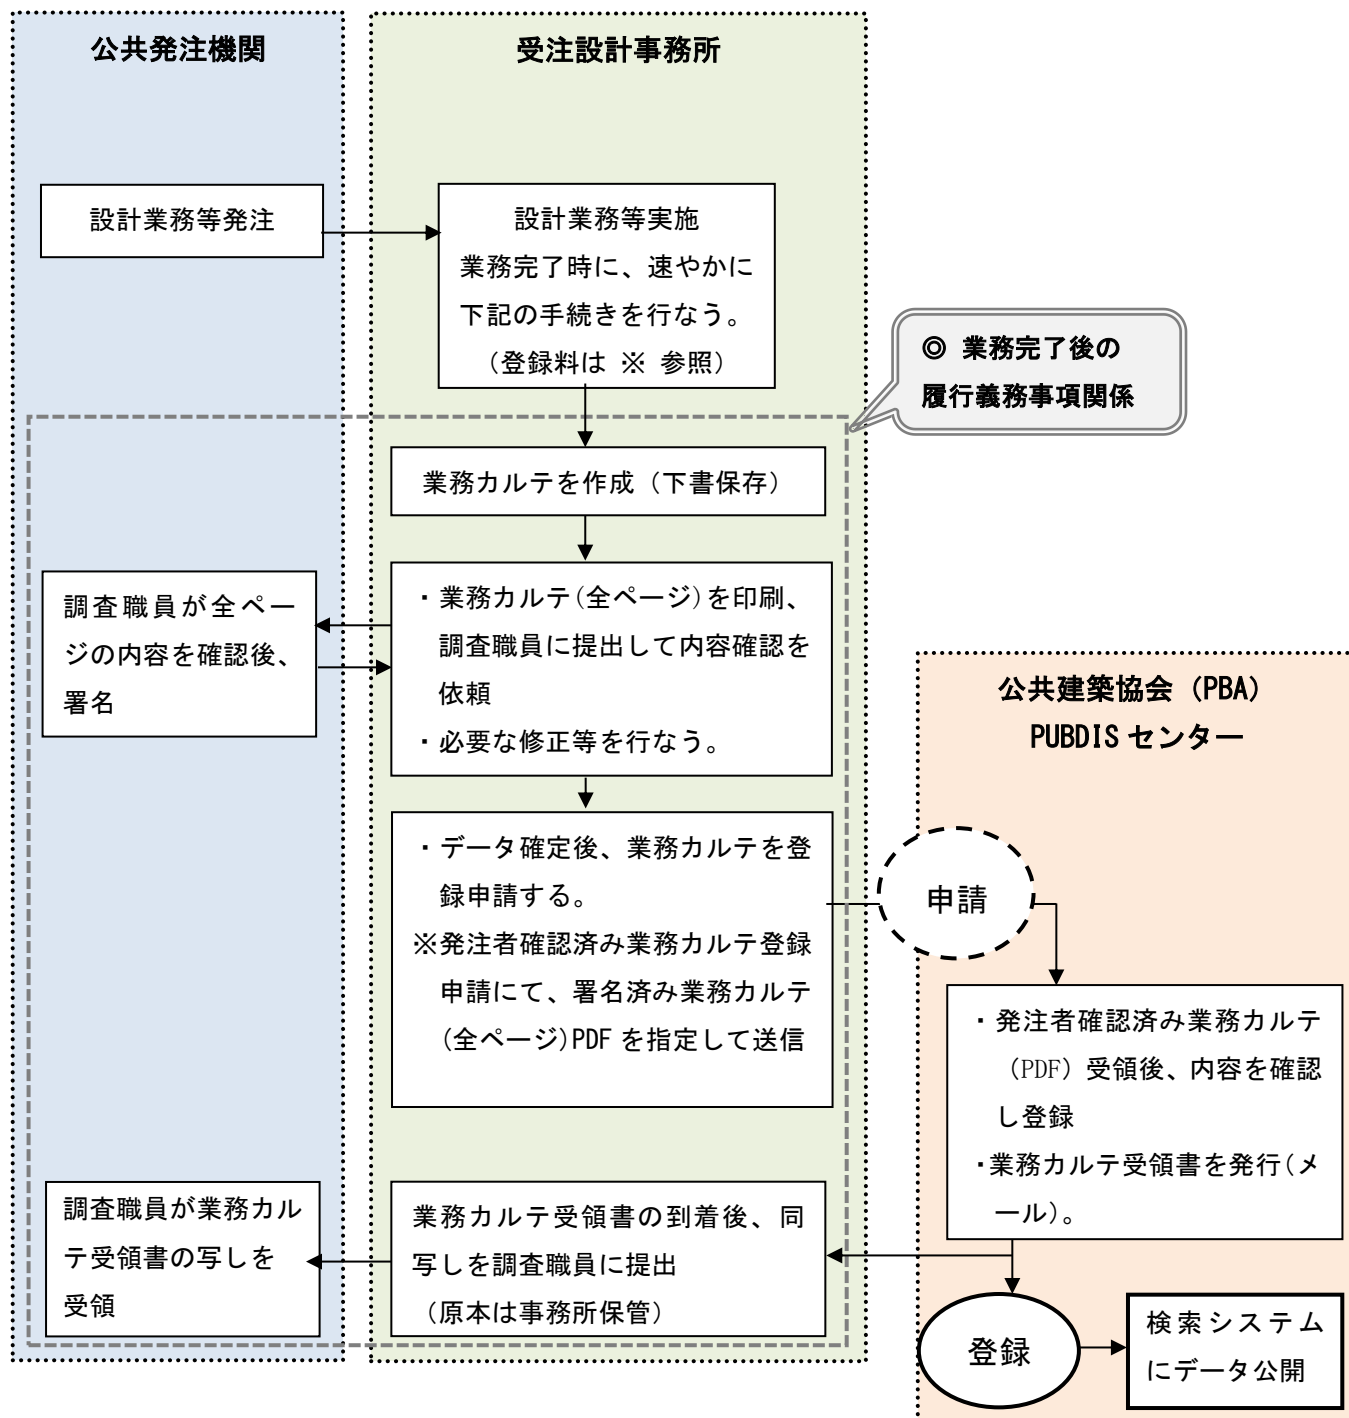 公共発注機関
受注設計事務所
設計業務等発注
設計業務等実施
業務完了時に、速やかに
下記の手続きを行なう。
（登録料は ※ 参照）
◎ 業務完了後の
履行義務事項関係
業務カルテを作成（下書保存）
調査職員が全ペー
ジの内容を確認後、
署名
・業務カルテ(全ページ)を印刷、
調査職員に提出して内容確認を
依頼
・必要な修正等を行なう。
公共建築協会（PBA）
PUBDIS センター
・データ確定後、業務カルテを登
録申請する。
※発注者確認済み業務カルテ登録
申請にて、署名済み業務カルテ
(全ページ)PDF を指定して送信
申請
・発注者確認済み業務カルテ
（PDF）受領後、内容を確認
し登録
・業務カルテ受領書を発行(メ
ール)。
調査職員が業務カル
テ受領書の写しを
受領
業務カルテ受領書の到着後、同
写しを調査職員に提出
（原本は事務所保管）
登録
検索システム
にデータ公開